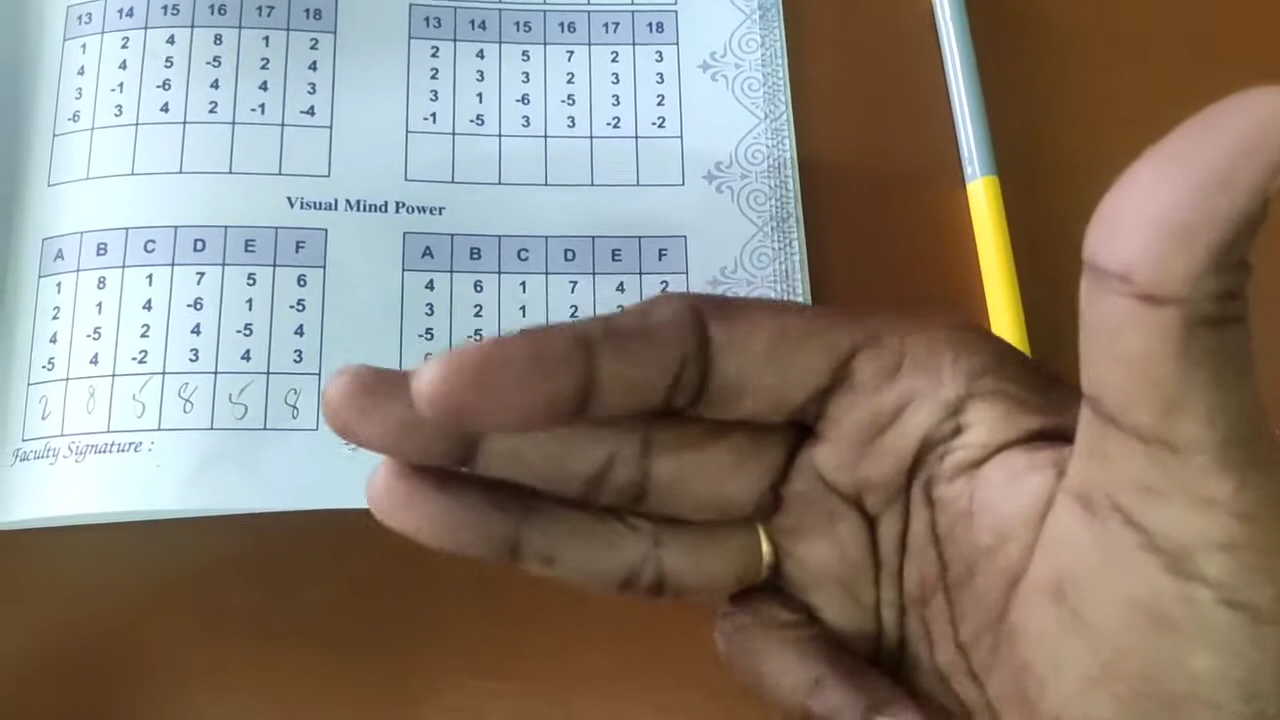 13 14 15 16 17 18
1 2 4 8 1 2
4 4 5 -5 2 4
3 -1 -6 4 4 3
-6 3 4 2 -1 -4
13 14 15 16 17 18
2 4 5 7 2 3
2 3 3 2 3 3
3 1 -6 -5 3 2
-1 -5 3 3 -2 -2
Visual Mind Power
A B C D E F
1 8 1 7 5 6
2 1 4 -6 1 -5
4 -5 2 4 -5 4
-5 4 -2 3 4 3
2 8 5 8 5 8
A B C D E F
4 6 1 7 4 2
3 2 1 2
-5 -5
Faculty Signature :